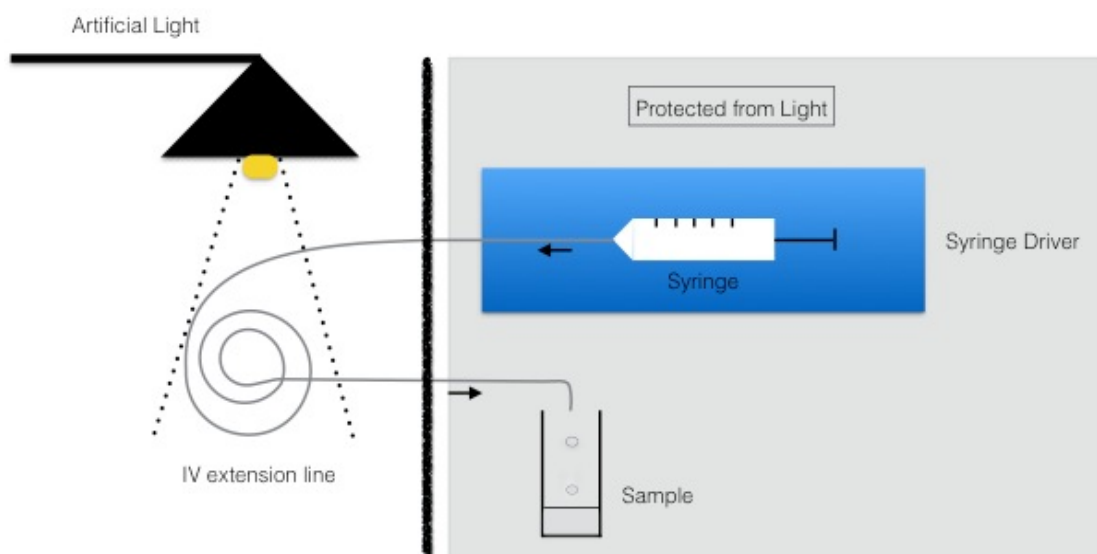 Artificial Light
Protected from Light
Syringe Driver
Syringe
IV extension line
Sample